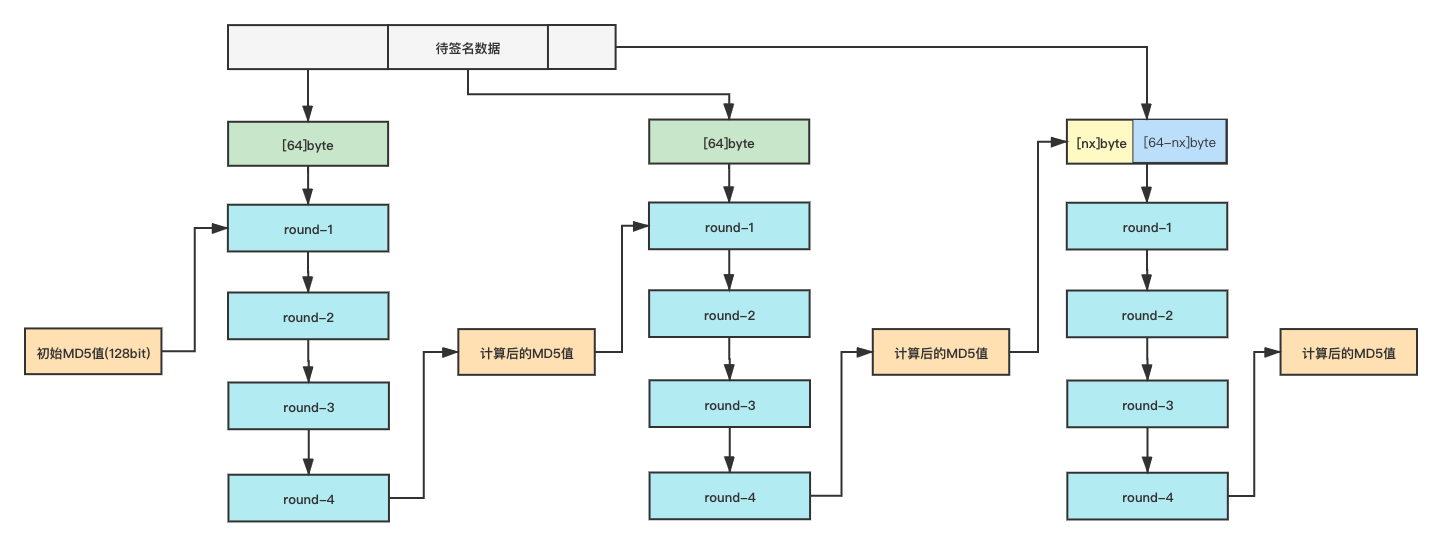 待签名数据
[64]byte
[64]byte
[nx]byte
[64-nx]byte
round-1
round-1
round-1
round-2
round-2
round-2
初始MD5值(128bit)
计算后的MD5值
计算后的MD5值
计算后的MD5值
round-3
round-3
round-3
round-4
round-4
round-4